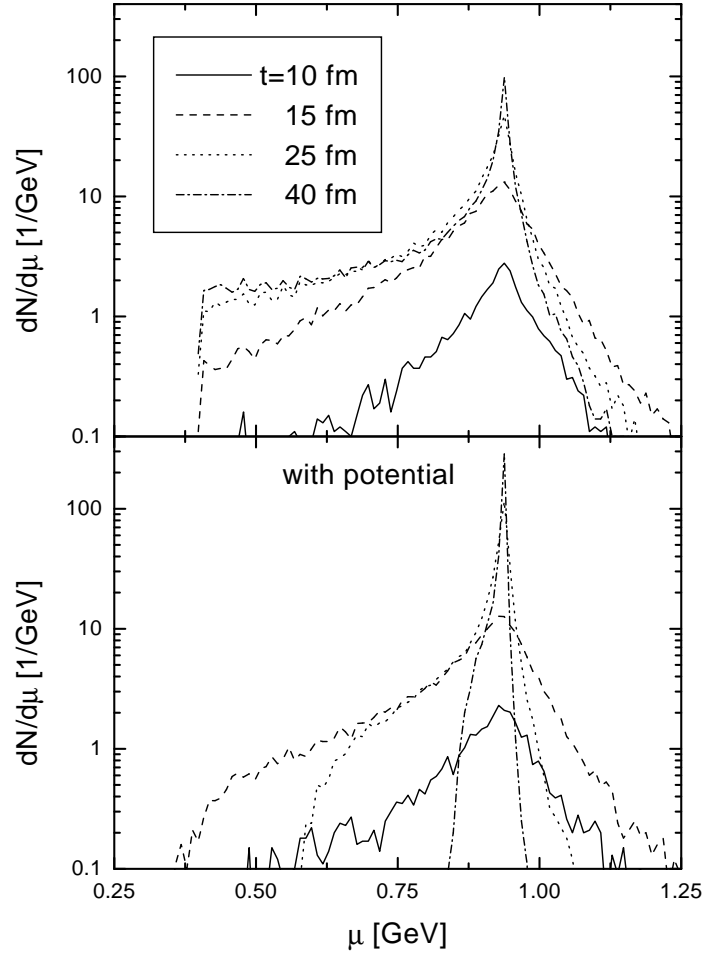 100
10
1
0.1
dN/dμ [1/GeV]
t=10 fm
15 fm
25 fm
40 fm
with potential
100
10
1
0.1
dN/dμ [1/GeV]
0.25 0.50 0.75 1.00 1.25
μ [GeV]